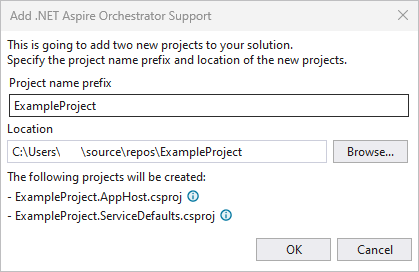 Add .NET Aspire Orchestrator Support
This is going to add two new projects to your solution.
Specify the project name prefix and location of the new projects.
Project name prefix
ExampleProject
Location
C:\Users\      \source\repos\ExampleProject
Browse...
The following projects will be created:
- ExampleProject.AppHost.csproj
- ExampleProject.ServiceDefaults.csproj
OK
Cancel